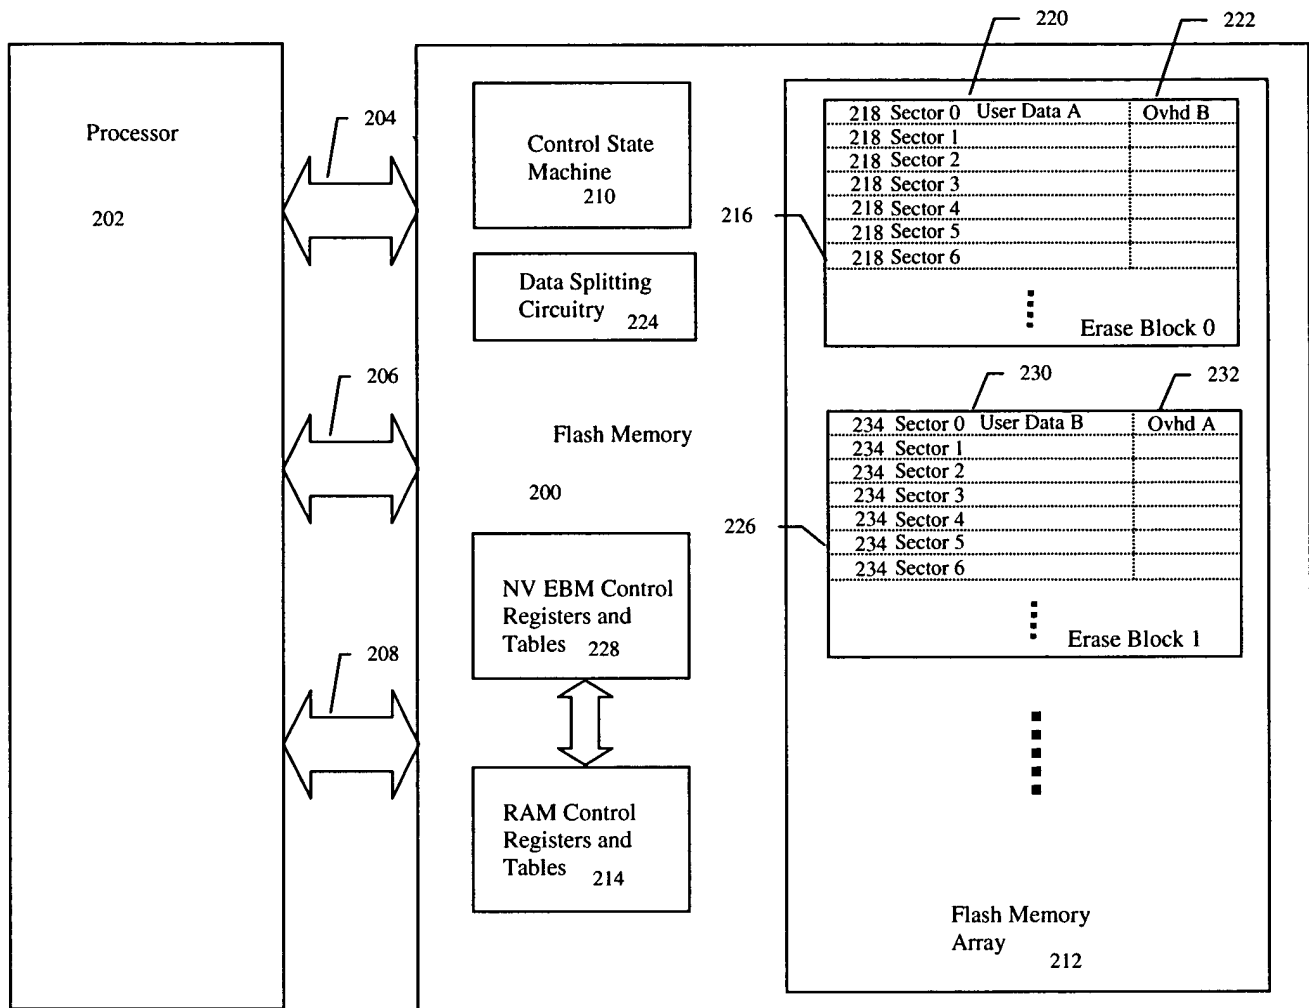 220
222
Processor
202
204
206
208
Control State
Machine
210
Data Splitting
Circuitry
224
Flash Memory
200
NV EBM Control
Registers and
Tables
228
RAM Control
Registers and
Tables
214
216
218 Sector 0 User Data A Ovhd B
218 Sector 1
218 Sector 2
218 Sector 3
218 Sector 4
218 Sector 5
218 Sector 6
Erase Block 0
230
232
226
234 Sector 0 User Data B Ovhd A
234 Sector 1
234 Sector 2
234 Sector 3
234 Sector 4
234 Sector 5
234 Sector 6
Erase Block 1
Flash Memory
Array
212